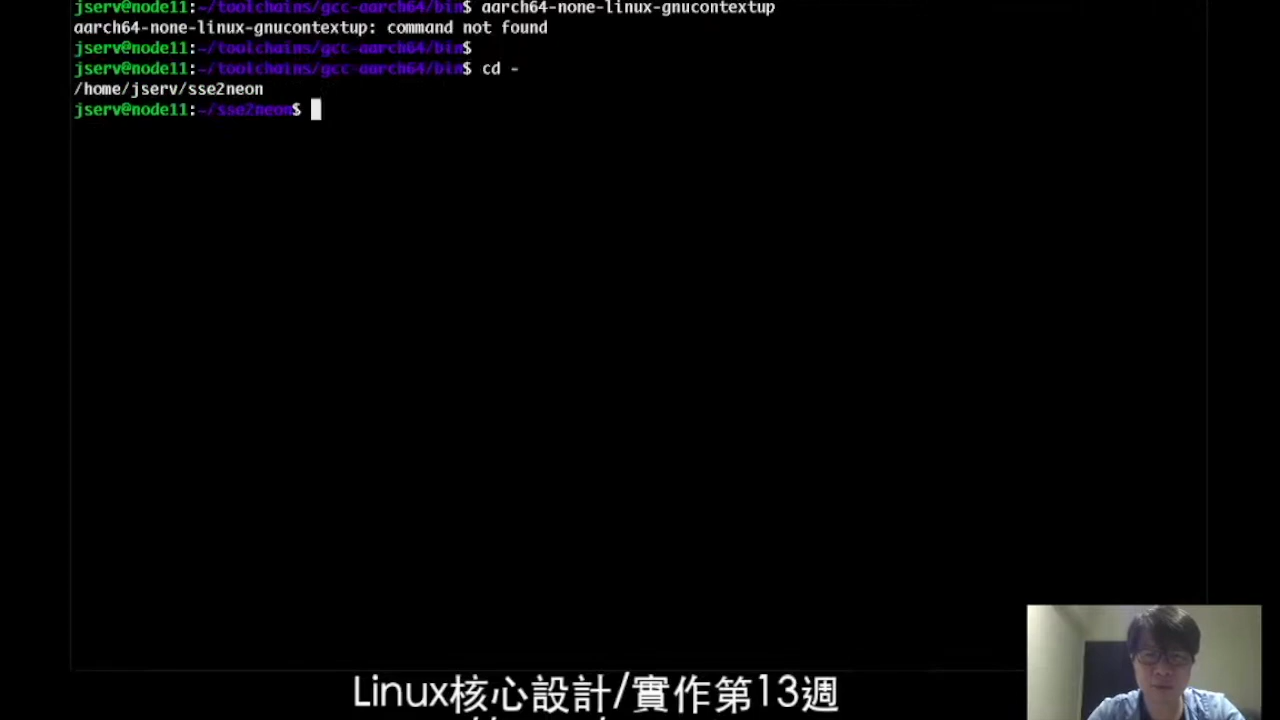 jserv@node11:~/toolchains/gcc-aarch64/bin$ aarch64-none-linux-gnucontextup
aarch64-none-linux-gnucontextup: command not found
jserv@node11:~/toolchains/gcc-aarch64/bin$
jserv@node11:~/toolchains/gcc-aarch64/bin$ cd -
/home/jserv/sse2neon
jserv@node11:~/sse2neon$
Linux核心設計/實作第13週